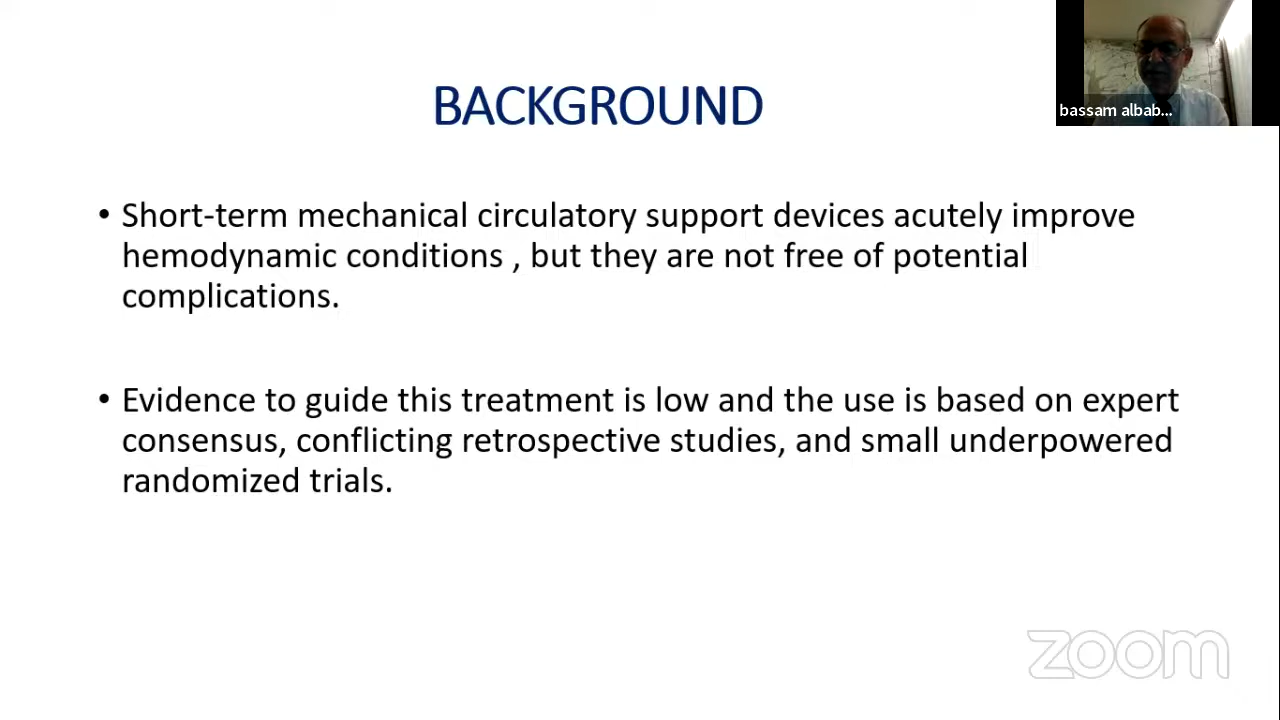 BACKGROUND
bassam albab...
• Short-term mechanical circulatory support devices acutely improve
hemodynamic conditions , but they are not free of potential
complications.
• Evidence to guide this treatment is low and the use is based on expert
consensus, conflicting retrospective studies, and small underpowered
randomized trials.
zoom